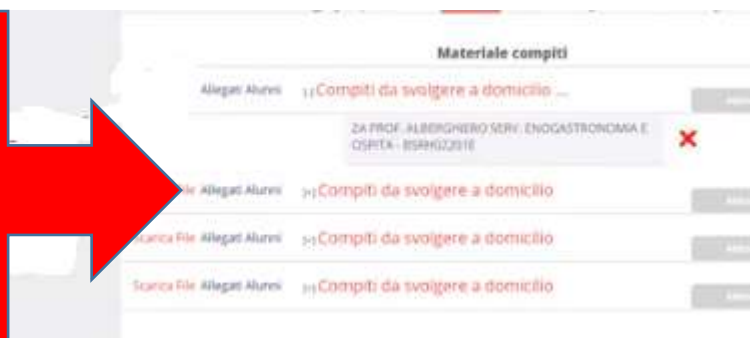 Materiale compiti
Allegati Alunni [-] Compiti da svolgere a domicilio ...
ZA PROF. ALBERGHIERO SERV. ENOGASTRONOMIA E
OSPITA -
File Allegati Alunni [+] Compiti da svolgere a domicilio
Scarica File Allegati Alunni [+] Compiti da svolgere a domicilio
Scarica File Allegati Alunni [+] Compiti da svolgere a domicilio